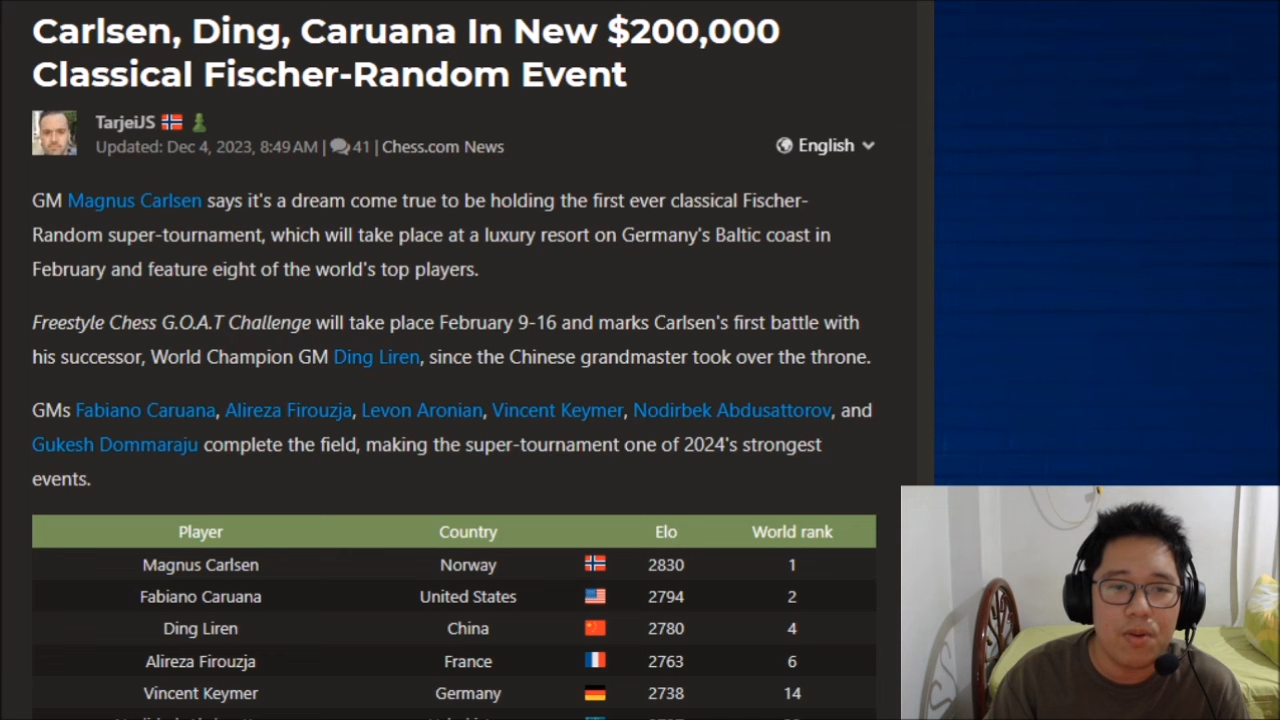 Carlsen, Ding, Caruana In New $200,000
Classical Fischer-Random Event
TarjeiJS
Updated: Dec 4, 2023, 8:49 AM | 41 | Chess.com News
English
GM Magnus Carlsen says it's a dream come true to be holding the first ever classical Fischer-
Random super-tournament, which will take place at a luxury resort on Germany's Baltic coast in
February and feature eight of the world's top players.
Freestyle Chess G.O.A.T Challenge will take place February 9-16 and marks Carlsen's first battle with
his successor, World Champion GM Ding Liren, since the Chinese grandmaster took over the throne.
GMs Fabiano Caruana, Alireza Firouzja, Levon Aronian, Vincent Keymer, Nodirbek Abdusattorov, and
Gukesh Dommaraju complete the field, making the super-tournament one of 2024's strongest
events.
Player Country Elo World rank
Magnus Carlsen Norway 2830 1
Fabiano Caruana United States 2794 2
Ding Liren China 2780 4
Alireza Firouzja France 2763 6
Vincent Keymer Germany 2738 14